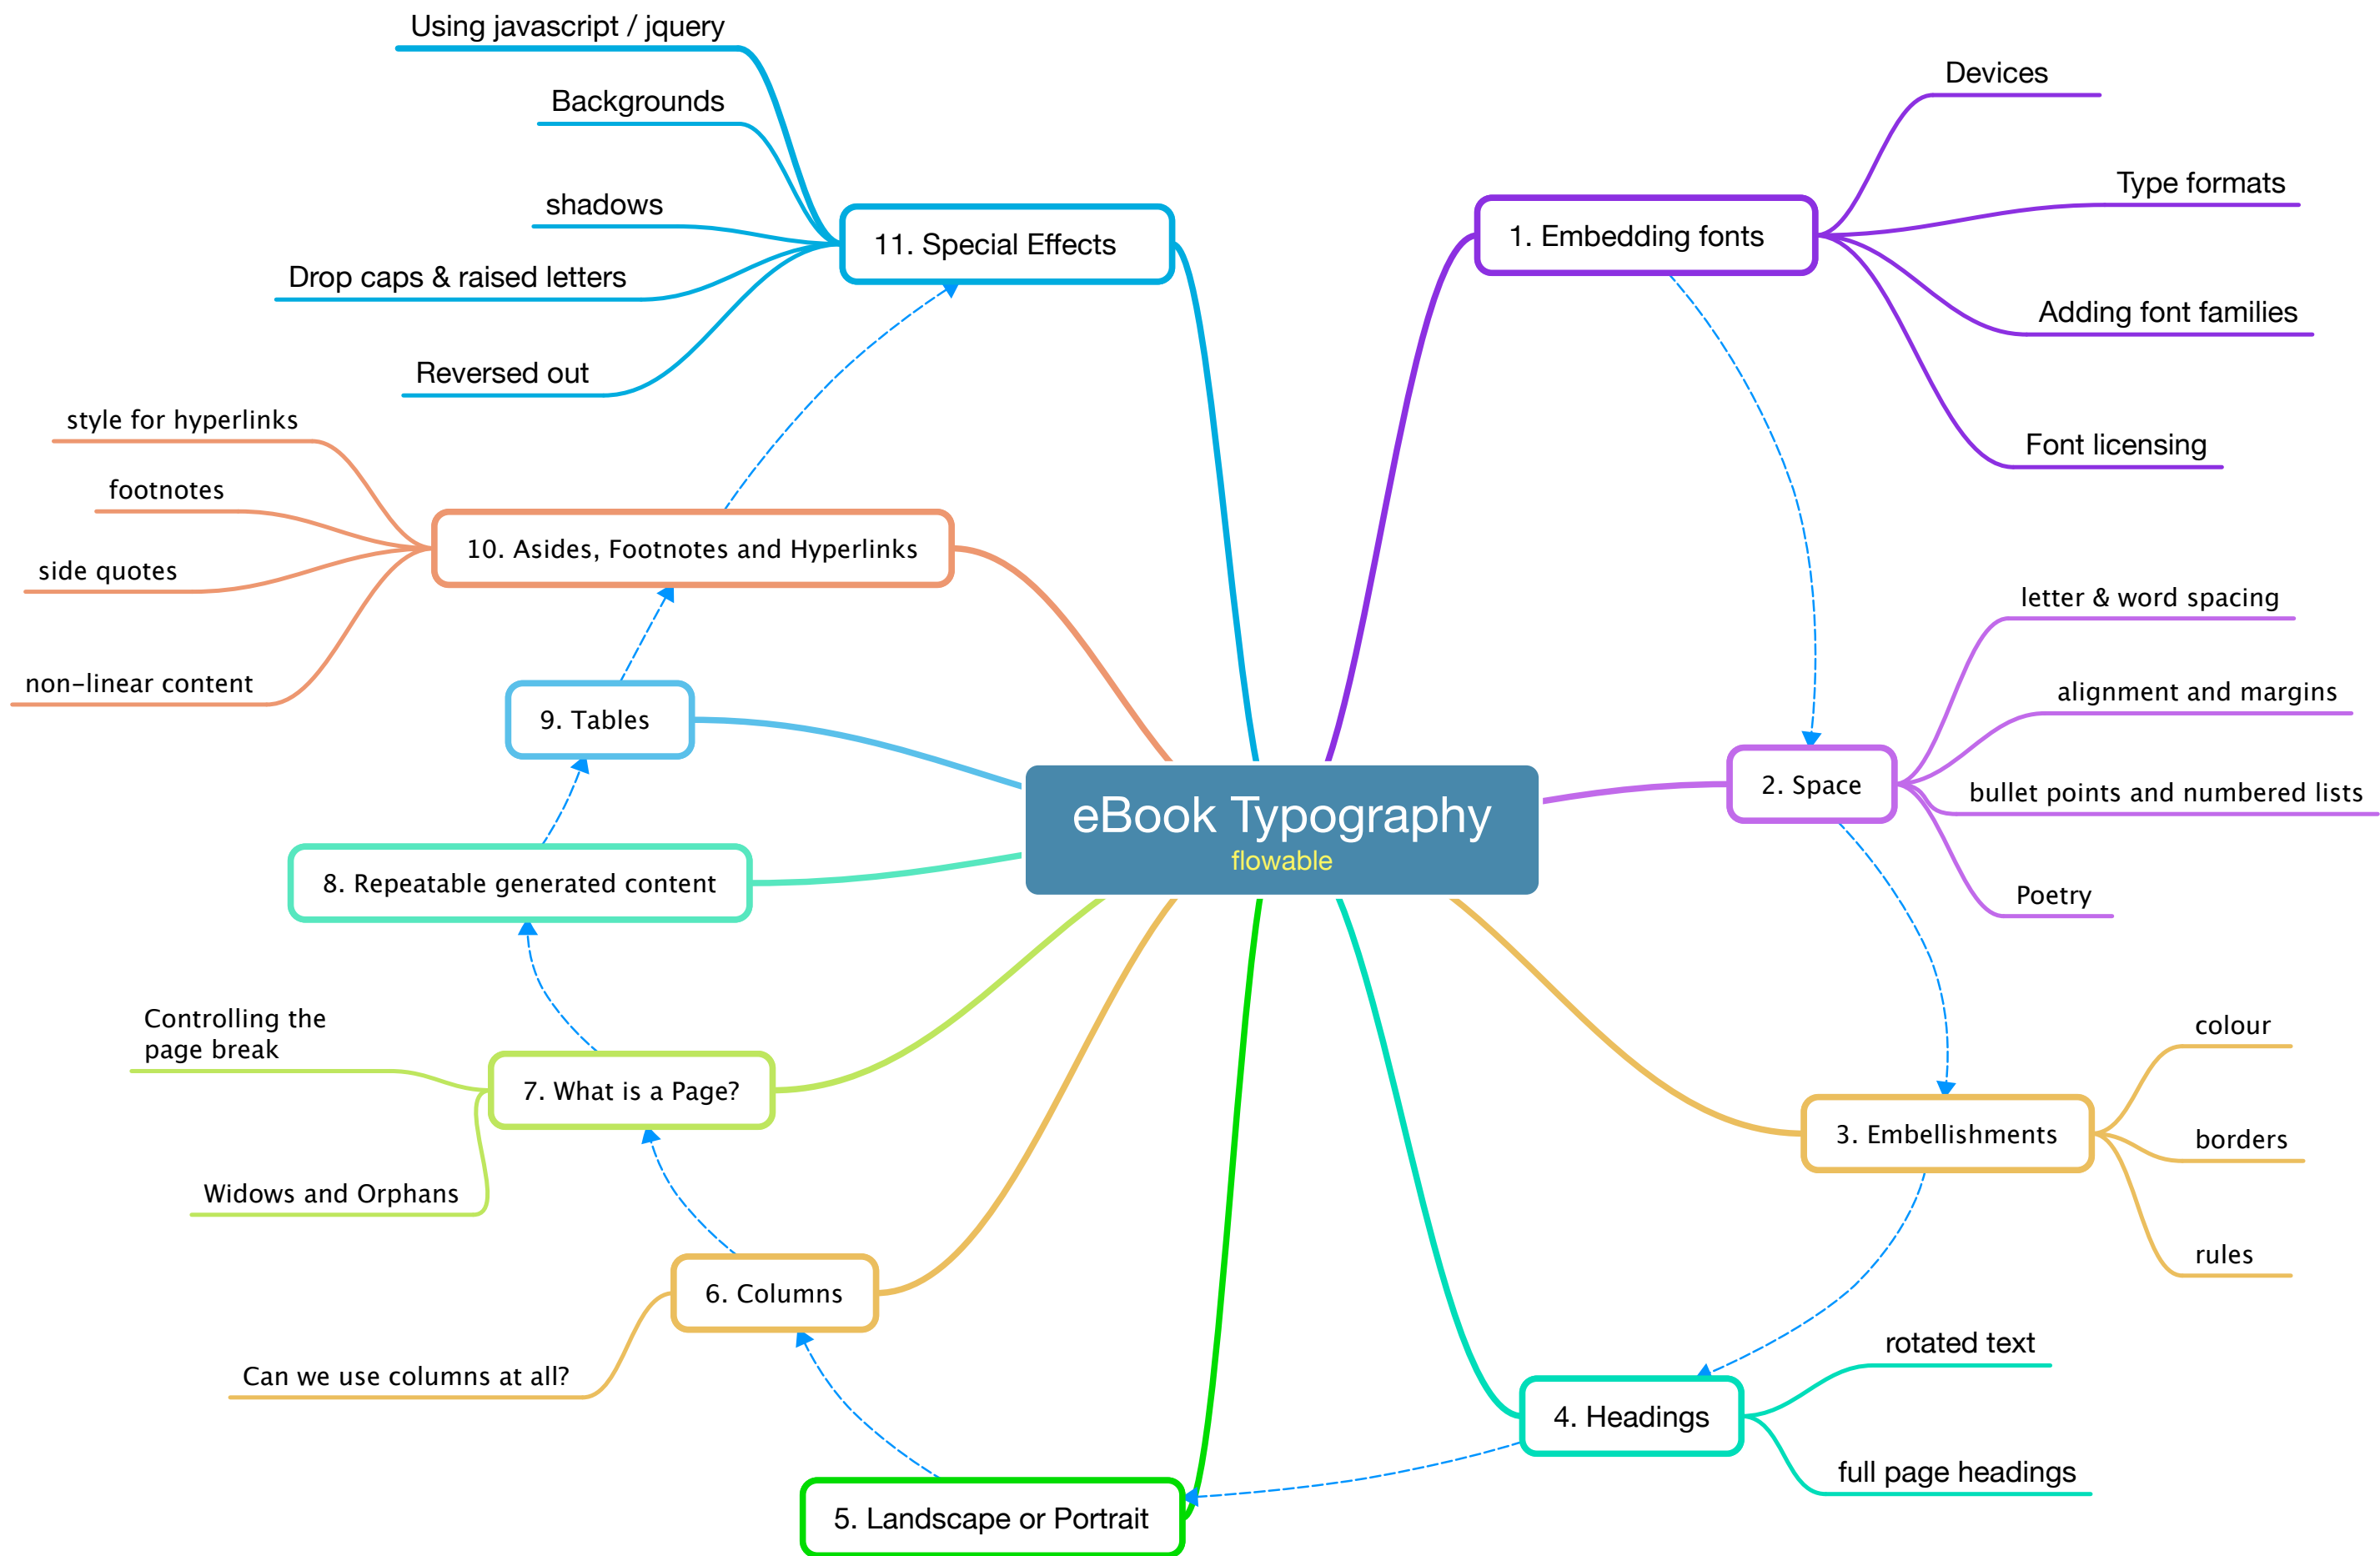 eBook Typography
flowable
1. Embedding fonts
Devices
Type formats
Adding font families
Font licensing
2. Space
letter & word spacing
alignment and margins
bullet points and numbered lists
Poetry
3. Embellishments
colour
borders
rules
4. Headings
rotated text
full page headings
5. Landscape or Portrait
6. Columns
Can we use columns at all?
7. What is a Page?
Controlling the
page break
Widows and Orphans
8. Repeatable generated content
9. Tables
10. Asides, Footnotes and Hyperlinks
style for hyperlinks
footnotes
side quotes
non-linear content
11. Special Effects
Using javascript / jquery
Backgrounds
shadows
Drop caps & raised letters
Reversed out